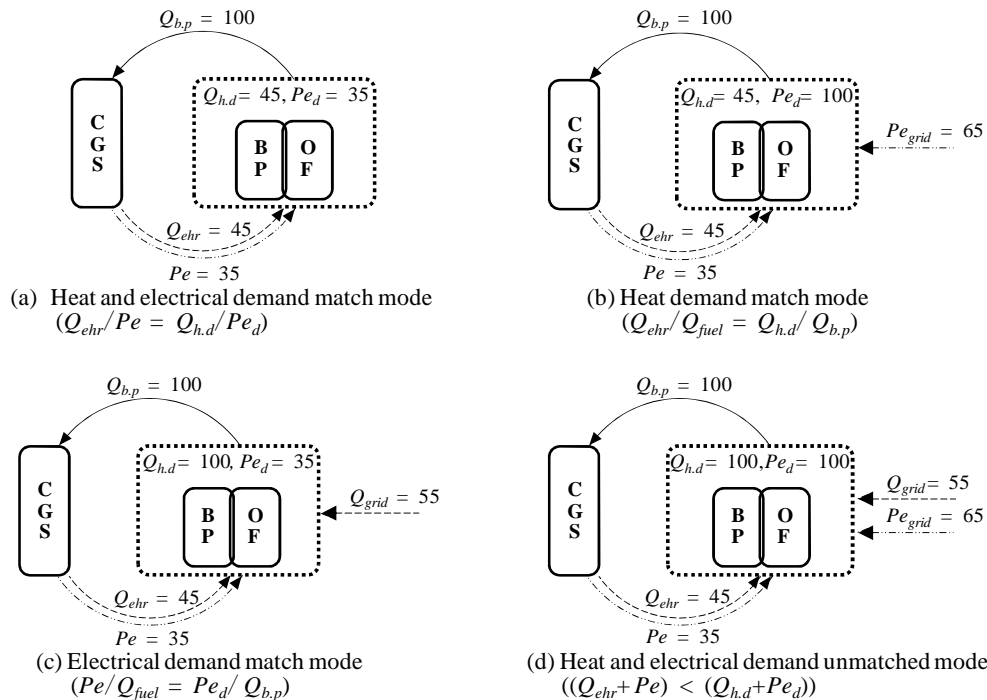 Q_{b.p} = 100
Q_{h.d} = 45, Pe_d = 35
C
G
S
B
P
O
F
Q_{ehr} = 45
Pe = 35
(a) Heat and electrical demand match mode
(Q_{ehr}/Pe = Q_{h.d}/Pe_d)
Q_{b.p} = 100
Q_{h.d} = 45, Pe_d = 100
C
G
S
B
P
O
F
Pe_{grid} = 65
Q_{ehr} = 45
Pe = 35
(b) Heat demand match mode
(Q_{ehr}/Q_{fuel} = Q_{h.d}/ Q_{b.p})
Q_{b.p} = 100
Q_{h.d} = 100, Pe_d = 35
C
G
S
B
P
O
F
Q_{grid} = 55
Q_{ehr} = 45
Pe = 35
(c) Electrical demand match mode
(Pe/Q_{fuel} = Pe_d/ Q_{b.p})
Q_{b.p} = 100
Q_{h.d} = 100, Pe_d = 100
C
G
S
B
P
O
F
Q_{grid} = 55
Pe_{grid} = 65
Q_{ehr} = 45
Pe = 35
(d) Heat and electrical demand unmatched mode
((Q_{ehr}+Pe) < (Q_{h.d}+Pe_d))